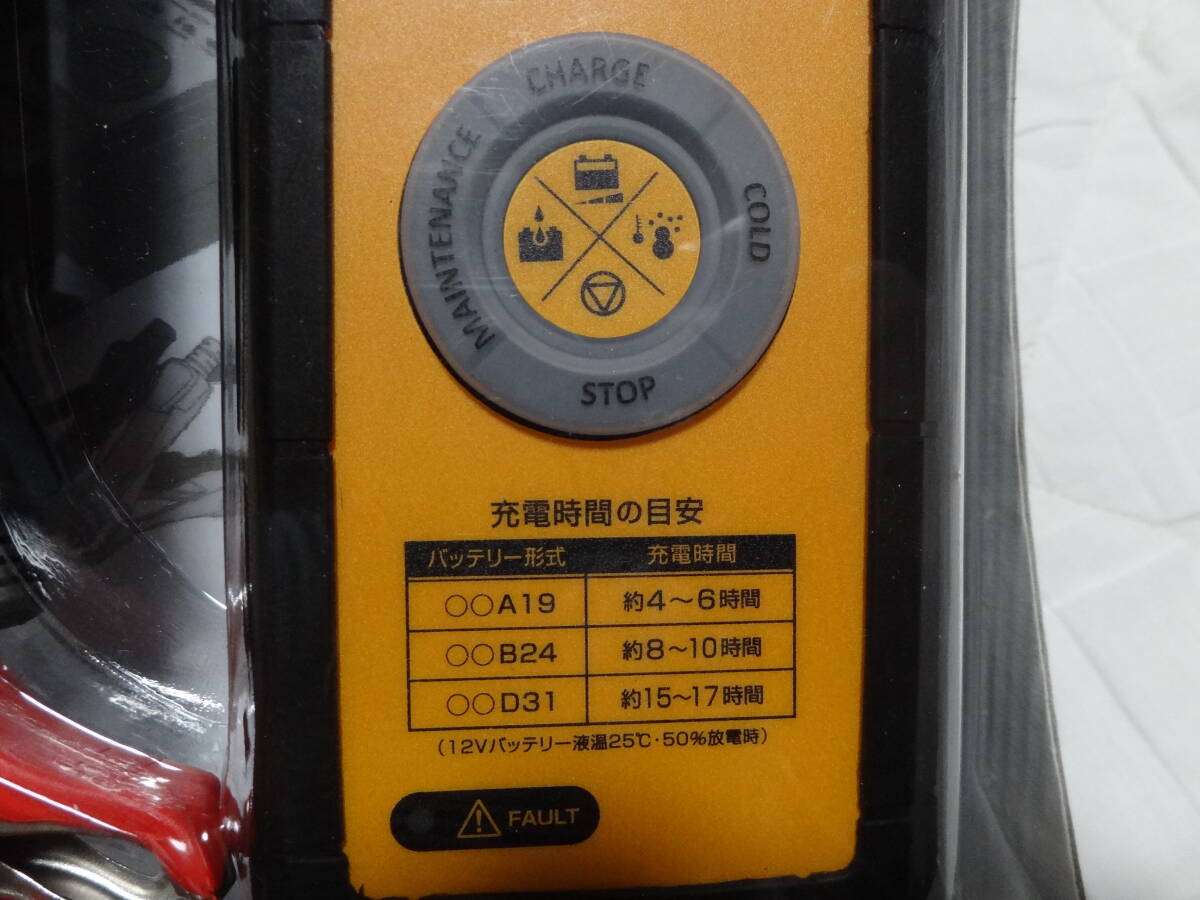 CHARGE
MAINTENANCE
COLD
STOP
充電時間の目安
バッテリー形式 充電時間
○○A19 約4～6時間
○○B24 約8～10時間
○○D31 約15～17時間
(12Vバッテリー液温25℃・50%放電時)
FAULT